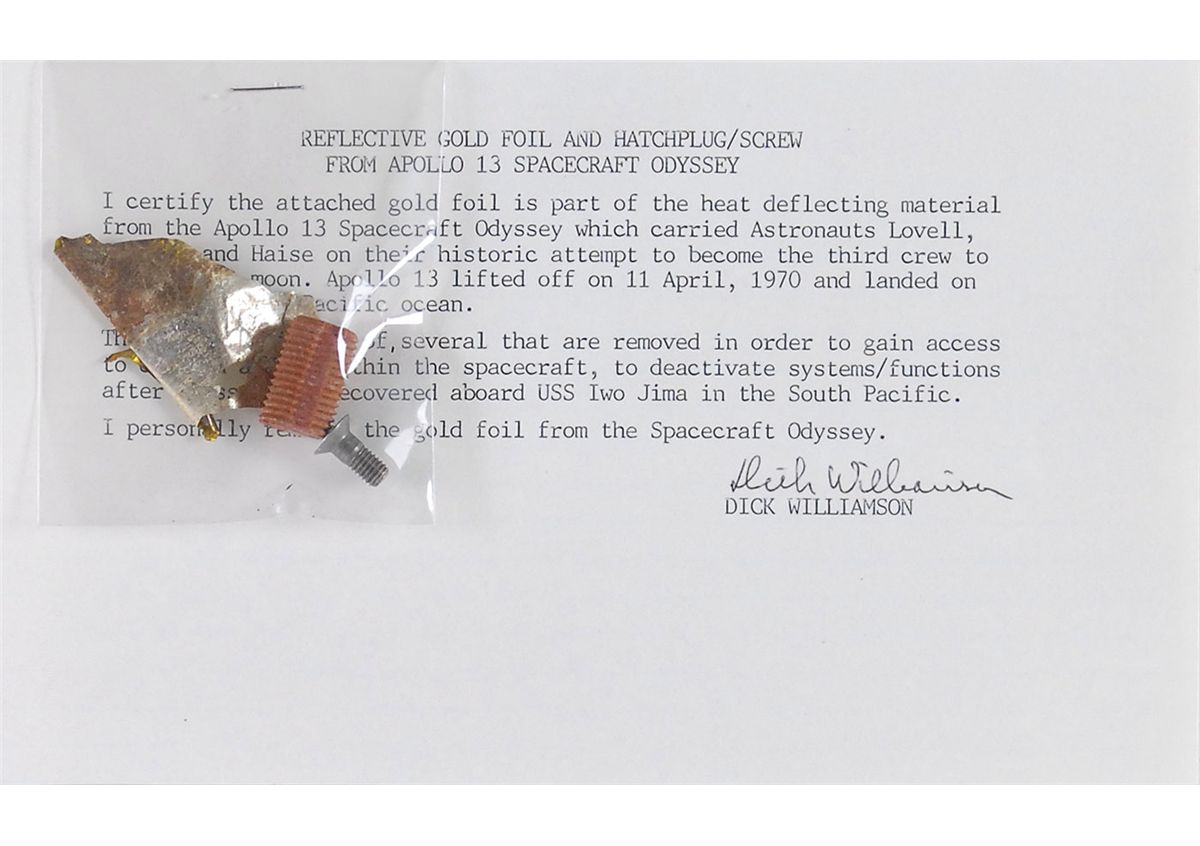 REFLECTIVE GOLD FOIL AND HATCHPLUG/SCREW
FROM APOLLO 13 SPACECRAFT ODYSSEY
I certify the attached gold foil is part of the heat deflecting material
from the Apollo 13 Spacecraft Odyssey which carried Astronauts Lovell,
and Haise on their historic attempt to become the third crew to
moon. Apollo 13 lifted off on 11 April, 1970 and landed on
Pacific ocean.
several that are removed in order to gain access
to the spacecraft, to deactivate systems/functions
after recovered aboard USS Iwo Jima in the South Pacific.
I personally the gold foil from the Spacecraft Odyssey.
Dick Williamson
DICK WILLIAMSON